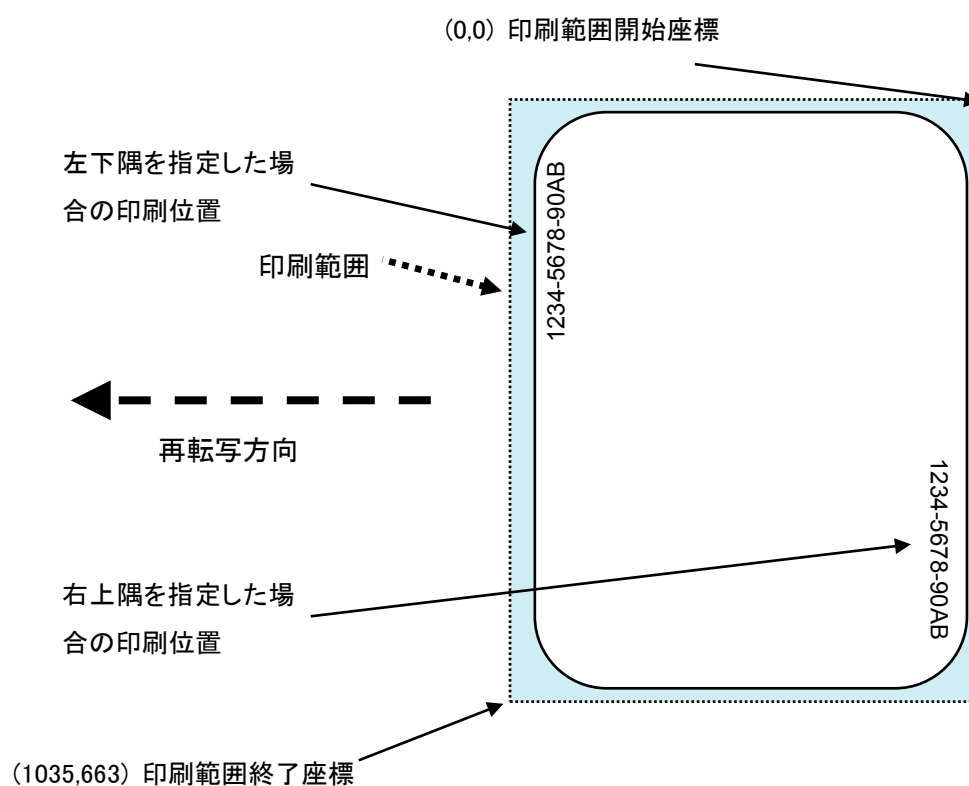 (0,0) 印刷範囲開始座標
左下隅を指定した場
合の印刷位置
1234-5678-90AB
印刷範囲
再転写方向
1234-5678-90AB
右上隅を指定した場
合の印刷位置
(1035,663) 印刷範囲終了座標